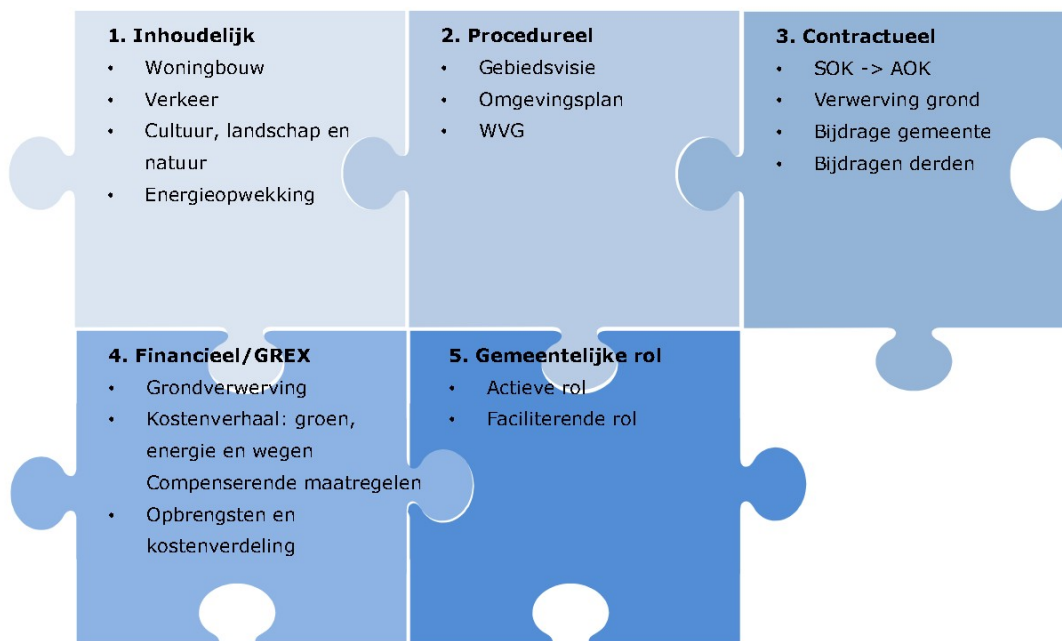 1. Inhoudelijk
• Woningbouw
• Verkeer
• Cultuur, landschap en
natuur
• Energieopwekking
2. Procedureel
• Gebiedsvisie
• Omgevingsplan
• WVG
3. Contractueel
• SOK -> AOK
• Verwerving grond
• Bijdrage gemeente
• Bijdragen derden
4. Financieel/GREX
• Grondverwerving
• Kostenverhaal: groen,
energie en wegen
Compenserende maatregelen
• Opbrengsten en
kostenverdeling
5. Gemeentelijke rol
• Actieve rol
• Faciliterende rol